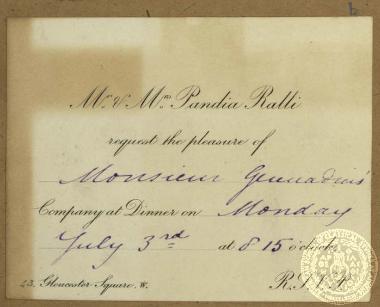 Mr. & Mrs. Pandia Ralli
request the pleasure of
Monsieur Gennadius'
Company at Dinner on Monday
July 3rd at 8 15 o'clock
23. Gloucester Square. W. R.S.V.P.